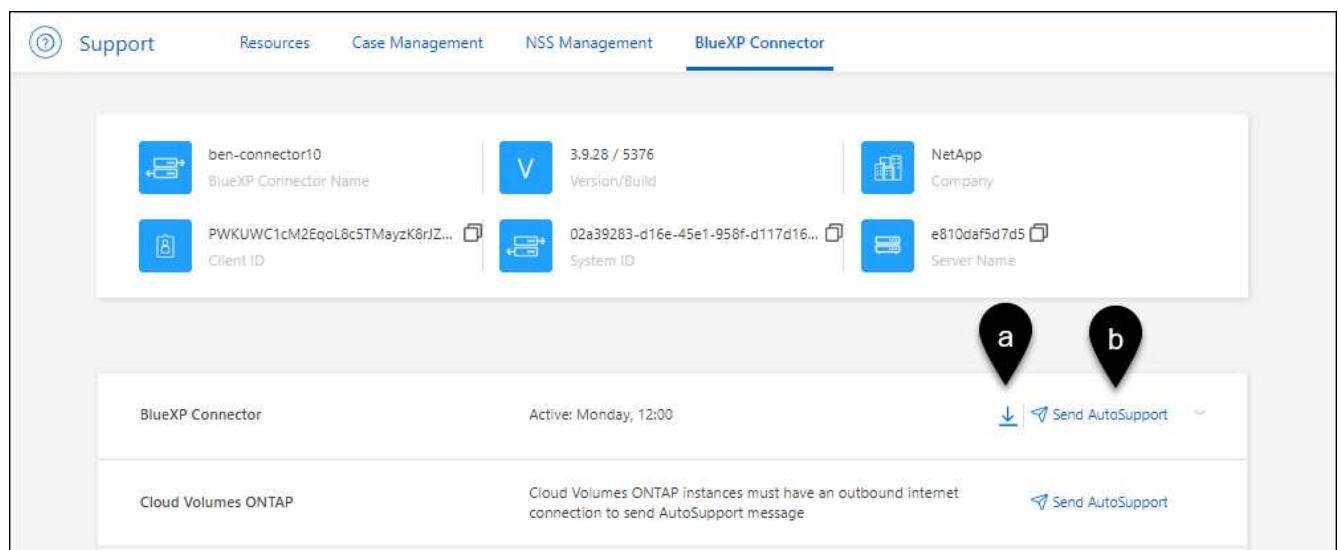 Support
Resources
Case Management
NSS Management
BlueXP Connector
ben-connector10
BlueXP Connector Name
V
3.9.28 / 5376
Version/Build
NetApp
Company
PWKUWC1cM2EqoL8c5TMayzK8rJZ...
Client ID
02a39283-d16e-45e1-958f-d117d16...
System ID
e810daf5d7d5
Server Name
a
b
BlueXP Connector
Active: Monday, 12:00
Send AutoSupport
Cloud Volumes ONTAP
Cloud Volumes ONTAP instances must have an outbound internet
connection to send AutoSupport message
Send AutoSupport